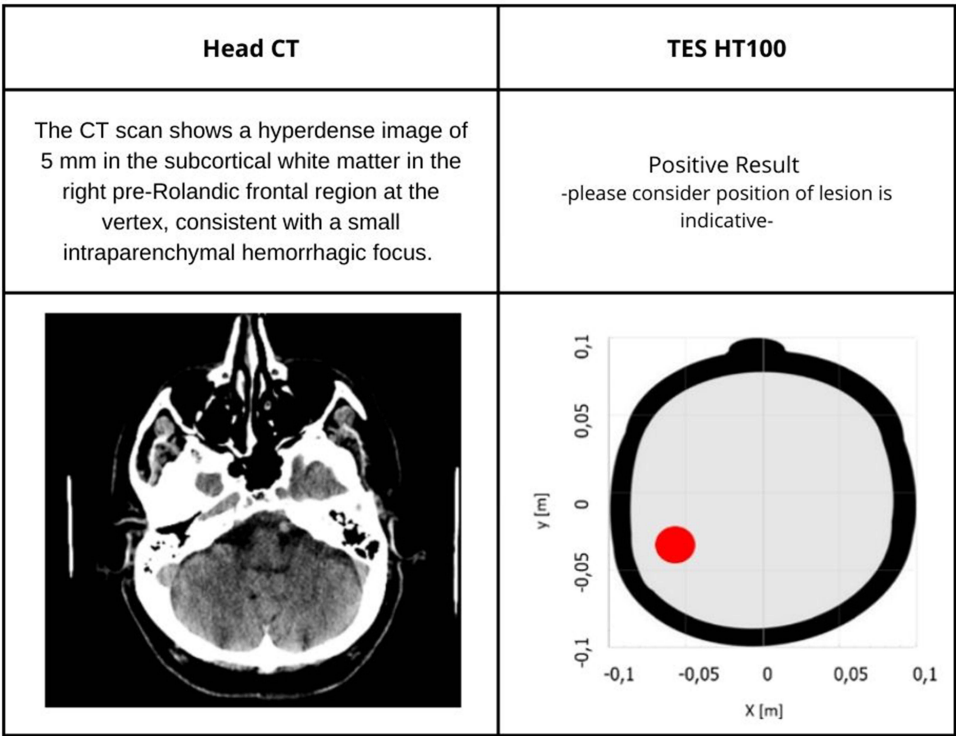 Head CT
TES HT100
The CT scan shows a hyperdense image of
5 mm in the subcortical white matter in the
right pre-Rolandic frontal region at the
vertex, consistent with a small
intraparenchymal hemorrhagic focus.
Positive Result
-please consider position of lesion is
indicative-
0,1
0,05
0
-0,05
-0,1
y [m]
-0,1
-0,05
0
0,05
0,1
X [m]